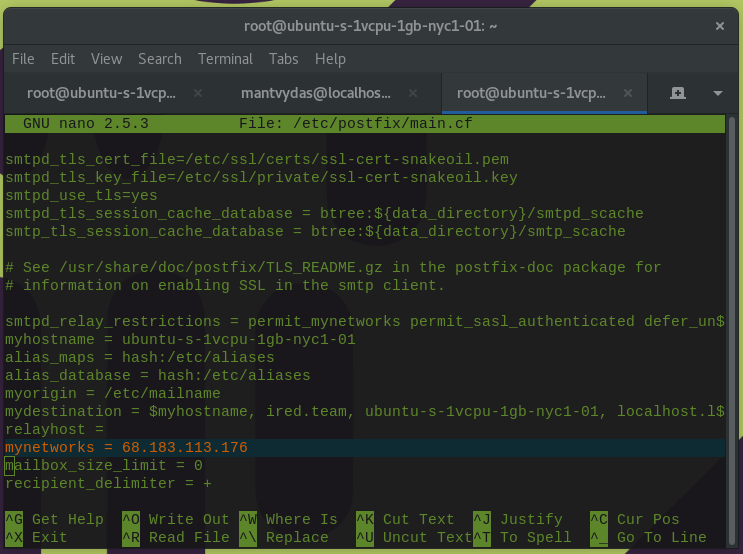 root@ubuntu-s-1vcpu-1gb-nyc1-01: ~ ×
File Edit View Search Terminal Tabs Help
root@ubuntu-s-1vcp... × mantvydas@localhos... × root@ubuntu-s-1vcp... ×
GNU nano 2.5.3 File: /etc/postfix/main.cf
smtpd_tls_cert_file=/etc/ssl/certs/ssl-cert-snakeoil.pem
smtpd_tls_key_file=/etc/ssl/private/ssl-cert-snakeoil.key
smtpd_use_tls=yes
smtpd_tls_session_cache_database = btree:${data_directory}/smtpd_scache
smtp_tls_session_cache_database = btree:${data_directory}/smtp_scache
# See /usr/share/doc/postfix/TLS_README.gz in the postfix-doc package for
# information on enabling SSL in the smtp client.
smtpd_relay_restrictions = permit_mynetworks permit_sasl_authenticated defer_un$
myhostname = ubuntu-s-1vcpu-1gb-nyc1-01
alias_maps = hash:/etc/aliases
alias_database = hash:/etc/aliases
myorigin = /etc/mailname
mydestination = $myhostname, ired.team, ubuntu-s-1vcpu-1gb-nyc1-01, localhost.l$
relayhost =
mynetworks = 68.183.113.176
mailbox_size_limit = 0
recipient_delimiter = +
^G Get Help ^O Write Out ^W Where Is ^K Cut Text ^J Justify ^C Cur Pos
^X Exit ^R Read File ^\ Replace ^U Uncut Text ^T To Spell ^_ Go To Line